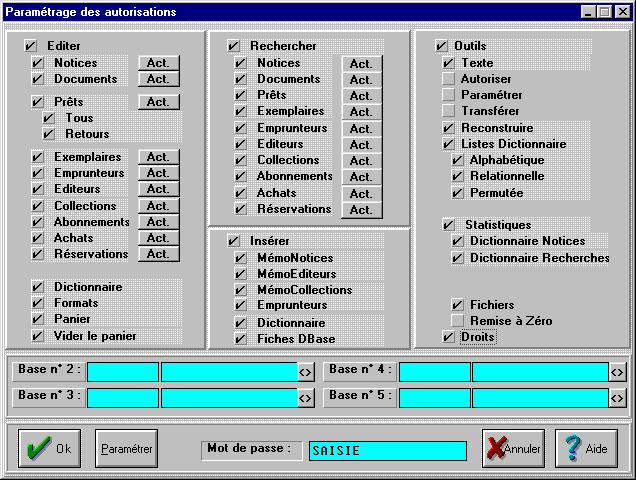 Paramétrage des autorisations
Editer
Notices Act.
Documents Act.
Prêts Act.
Tous
Retours
Exemplaires Act.
Emprunteurs Act.
Editeurs Act.
Collections Act.
Abonnements Act.
Achats Act.
Réservations Act.
Dictionnaire
Formats
Panier
Vider le panier
Rechercher
Notices Act.
Documents Act.
Prêts Act.
Exemplaires Act.
Emprunteurs Act.
Editeurs Act.
Collections Act.
Abonnements Act.
Achats Act.
Réservations Act.
Insérer
MémoNotices
MémoEditeurs
MémoCollections
Emprunteurs
Dictionnaire
Fiches DBase
Outils
Texte
Autoriser
Paramétrer
Transférer
Reconstruire
Listes Dictionnaire
Alphabétique
Relationnelle
Permutée
Statistiques
Dictionnaire Notices
Dictionnaire Recherches
Fichiers
Remise à Zéro
Droits
Base n° 2 : <> Base n° 4 : <>
Base n° 3 : <> Base n° 5 : <>
Ok Paramétrer Mot de passe : SAISIE Annuler ? Aide